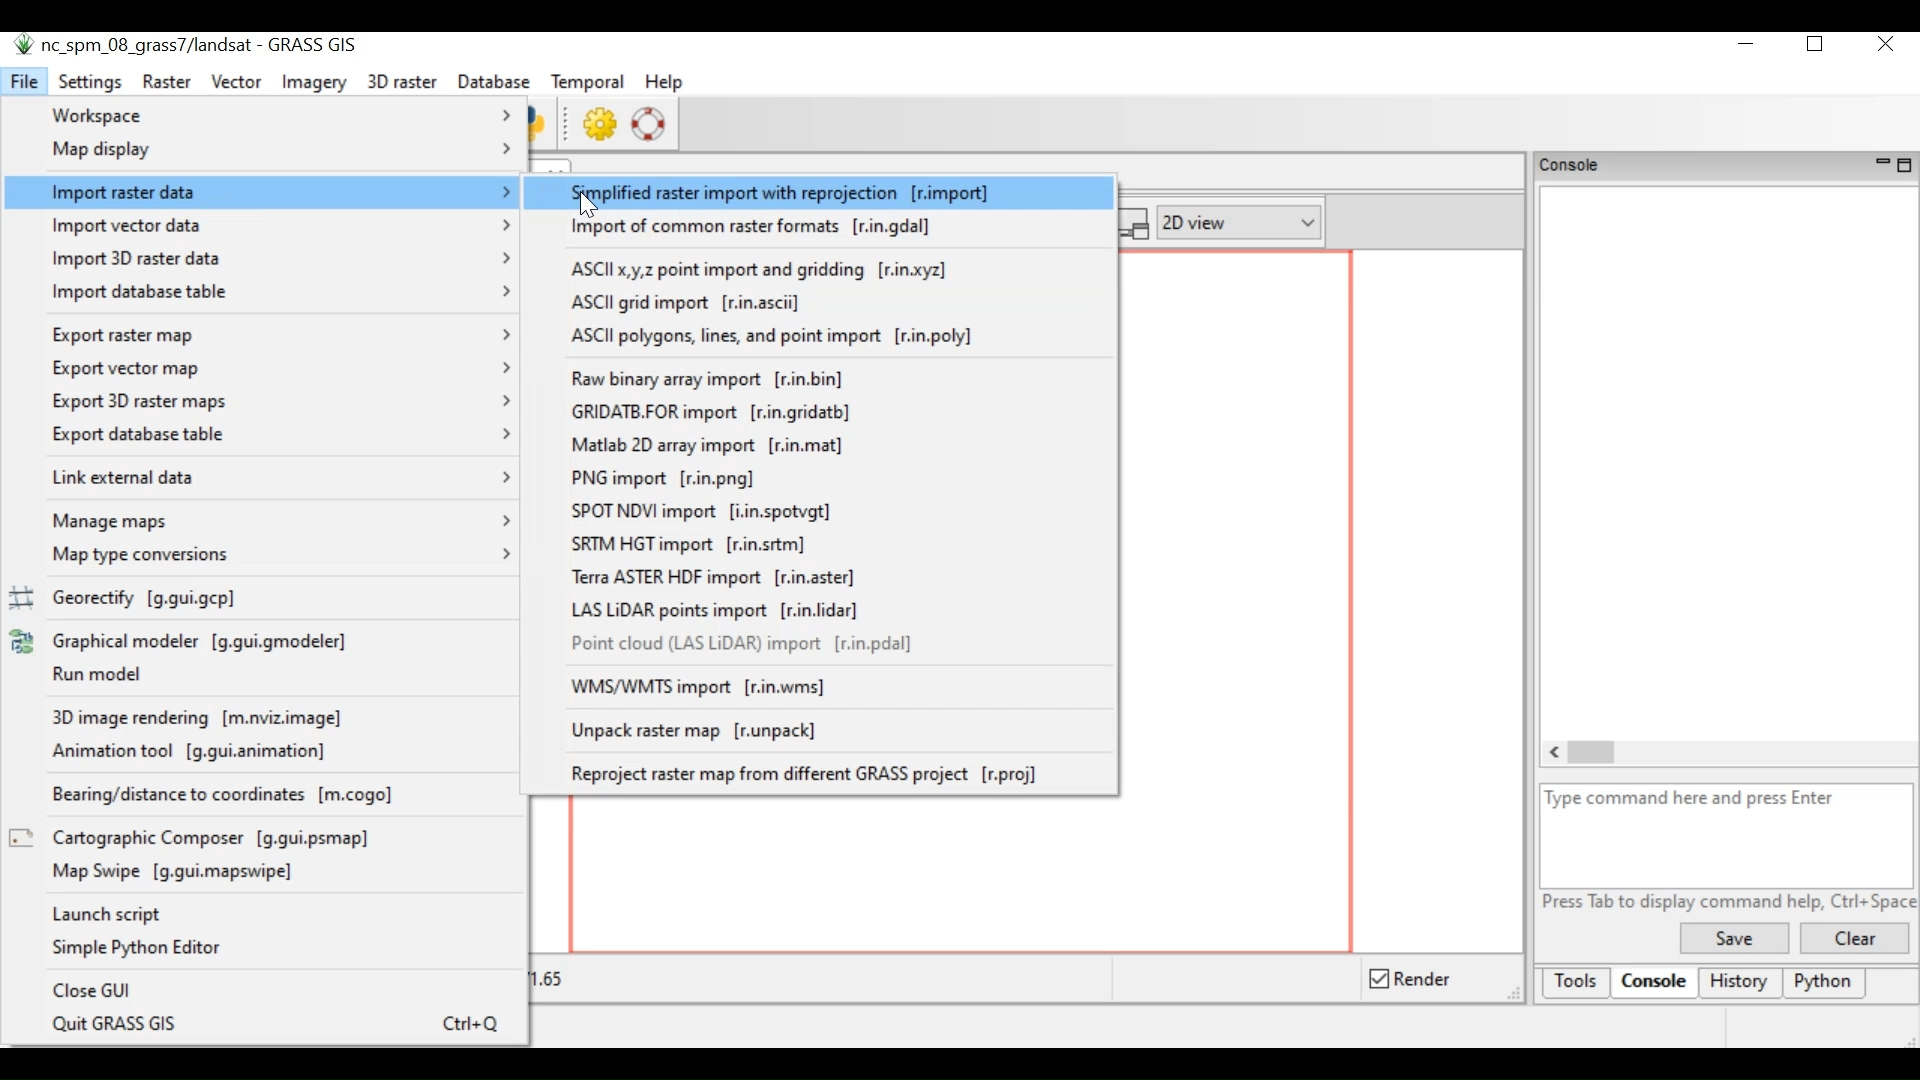 nc_spm_08_grass7/landsat - GRASS GIS
File Settings Raster Vector Imagery 3D raster Database Temporal Help
Workspace
Map display
Import raster data
Import vector data
Import 3D raster data
Import database table
Export raster map
Export vector map
Export 3D raster maps
Export database table
Link external data
Manage maps
Map type conversions
Georectify [g.gui.gcp]
Graphical modeler [g.gui.gmodeler]
Run model
3D image rendering [m.nviz.image]
Animation tool [g.gui.animation]
Bearing/distance to coordinates [m.cogo]
Cartographic Composer [g.gui.psmap]
Map Swipe [g.gui.mapswipe]
Launch script
Simple Python Editor
Close GUI
Quit GRASS GIS Ctrl+Q
Simplified raster import with reprojection [r.import]
Import of common raster formats [r.in.gdal]
ASCII x,y,z point import and gridding [r.in.xyz]
ASCII grid import [r.in.ascii]
ASCII polygons, lines, and point import [r.in.poly]
Raw binary array import [r.in.bin]
GRIDATB.FOR import [r.in.gridatb]
Matlab 2D array import [r.in.mat]
PNG import [r.in.png]
SPOT NDVI import [i.in.spotvgt]
SRTM HGT import [r.in.srtm]
Terra ASTER HDF import [r.in.aster]
LAS LiDAR points import [r.in.lidar]
Point cloud (LAS LiDAR) import [r.in.pdal]
WMS/WMTS import [r.in.wms]
Unpack raster map [r.unpack]
Reproject raster map from different GRASS project [r.proj]
2D view
1.65
Render
Console
Type command here and press Enter
Press Tab to display command help, Ctrl+Space
Save Clear
Tools Console History Python